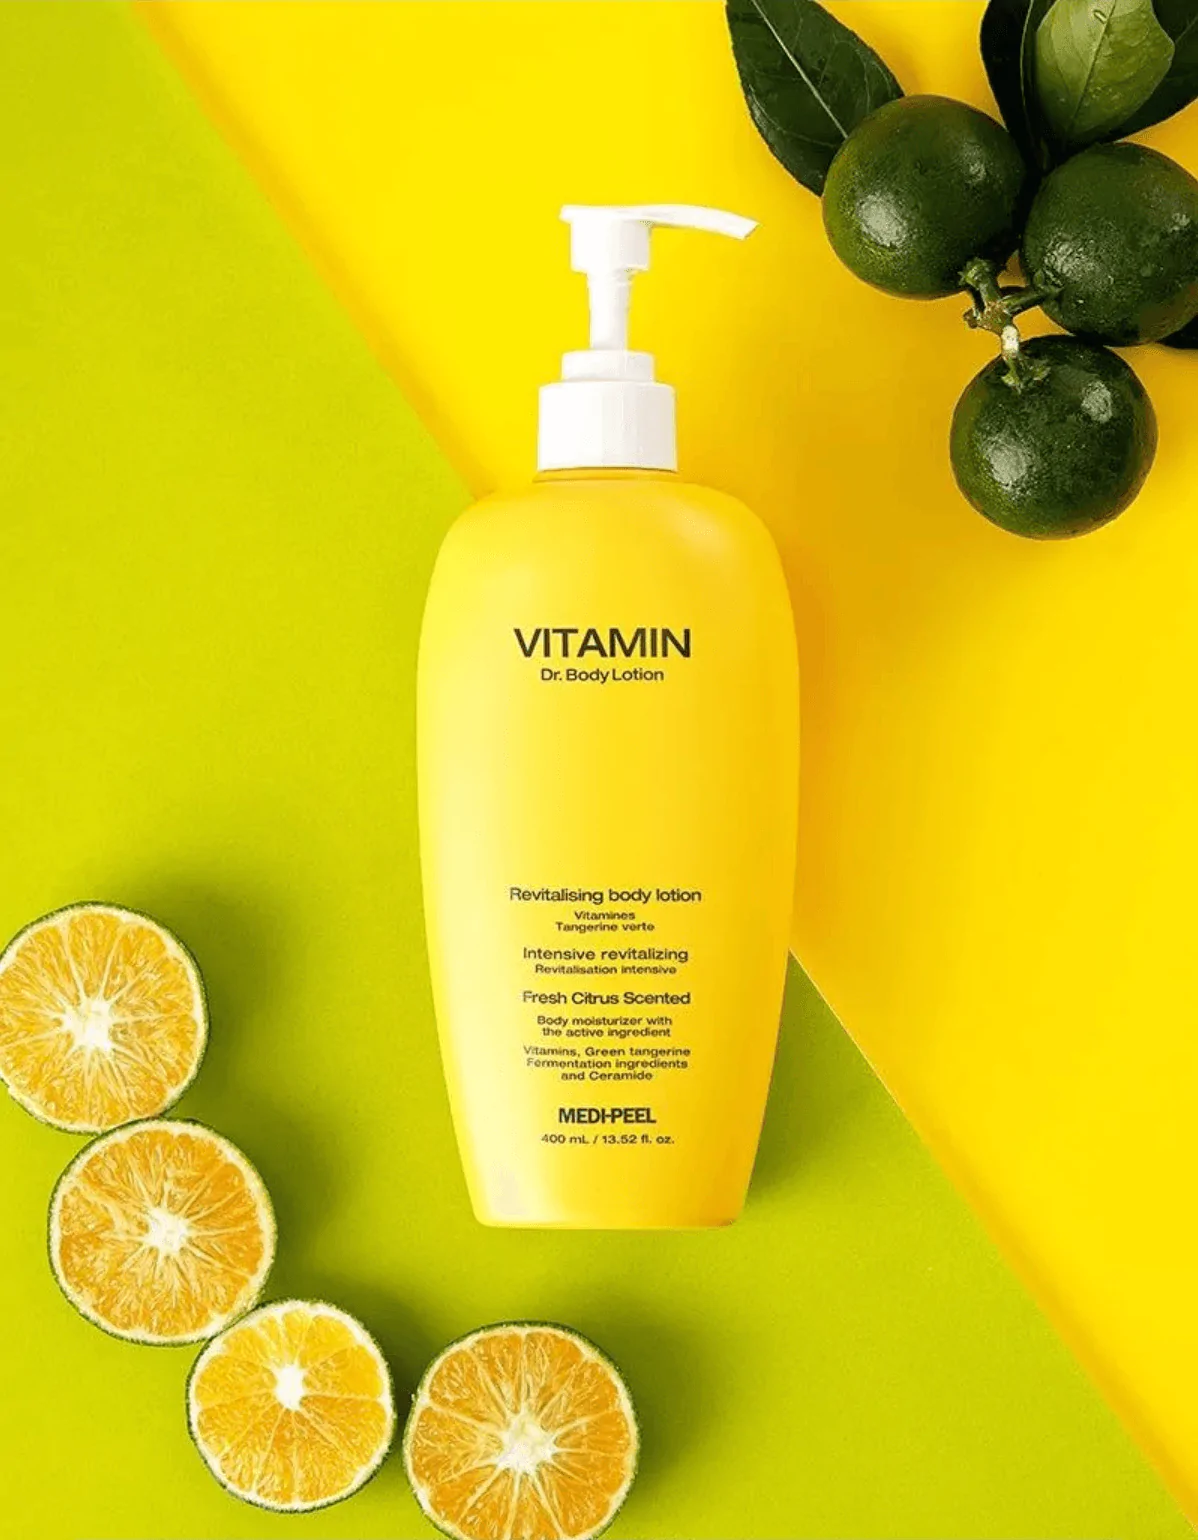 VITAMIN
Dr. Body Lotion
Revitalising body lotion
Vitamines
Tangerine verte
Intensive revitalizing
Revitalisation intensive
Fresh Citrus Scented
Body moisturizer with
the active ingredient
Vitamins, Green tangerine
Fermentation ingredients
and Ceramide
MEDI-PEEL
400 mL / 13.52 fl. oz.